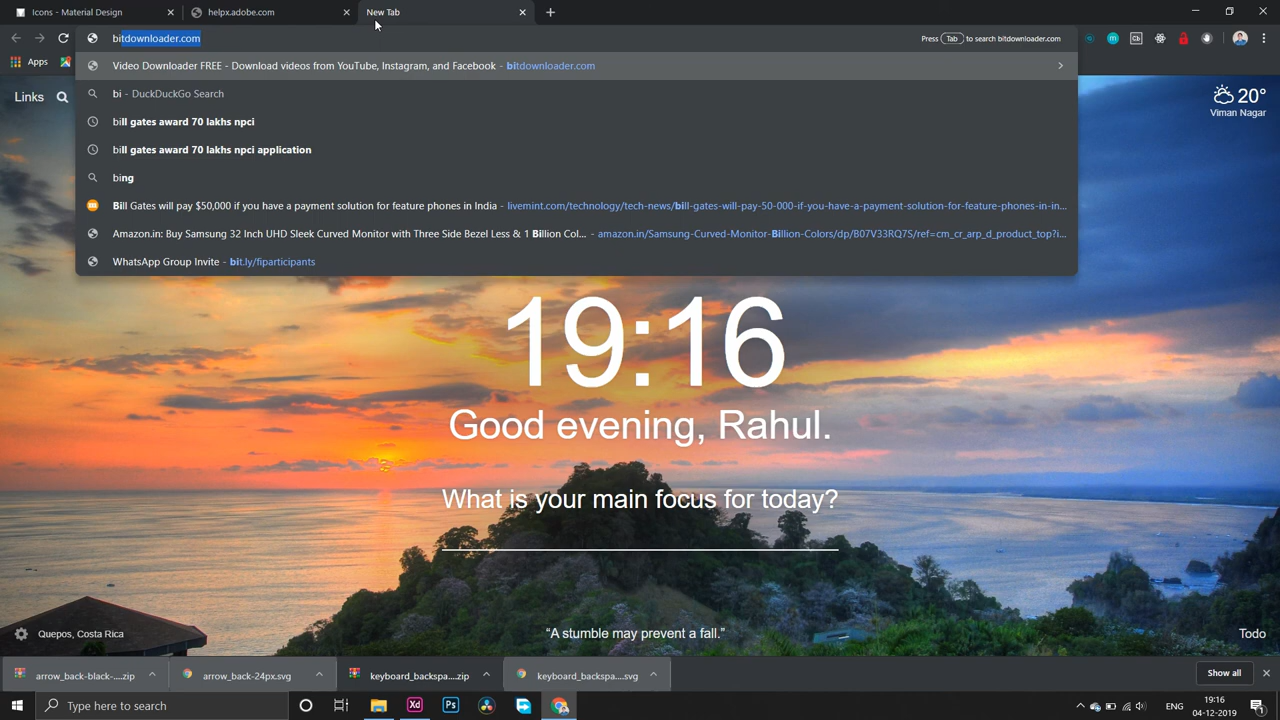 Icons - Material Design
helpx.adobe.com
New Tab
bitdownloader.com
Press Tab to search bitdownloader.com
Cb
m
Apps
Video Downloader FREE - Download videos from YouTube, Instagram, and Facebook - bitdownloader.com
bi - DuckDuckGo Search
bill gates award 70 lakhs npci
bill gates award 70 lakhs npci application
bing
Bill Gates will pay $50,000 if you have a payment solution for feature phones in India - livemint.com/technology/tech-news/bill-gates-will-pay-50-000-if-you-have-a-payment-solution-for-feature-phones-in-in...
Amazon.in: Buy Samsung 32 Inch UHD Sleek Curved Monitor with Three Side Bezel Less & 1 Billion Col... - amazon.in/Samsung-Curved-Monitor-Billion-Colors/dp/B07V33RQ7S/ref=cm_cr_arp_d_product_top?i...
WhatsApp Group Invite - bit.ly/fiparticipants
Links
20°
Viman Nagar
19:16
Good evening, Rahul.
What is your main focus for today?
Quepos, Costa Rica
“A stumble may prevent a fall.”
Todo
arrow_back-black-....zip
arrow_back-24px.svg
keyboard_backspa....zip
keyboard_backspa....svg
Show all
Type here to search
Xd
Ps
ENG
19:16
04-12-2019